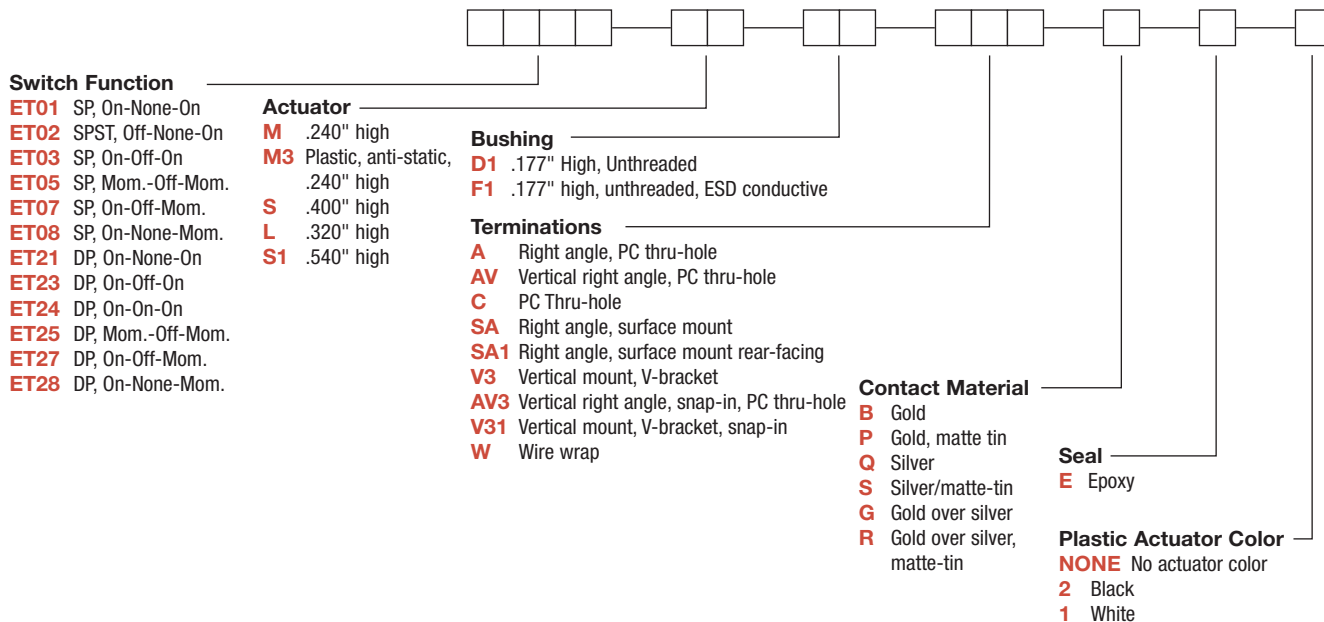 Switch Function
ET01 SP, On-None-On
ET02 SPST, Off-None-On
ET03 SP, On-Off-On
ET05 SP, Mom.-Off-Mom.
ET07 SP, On-Off-Mom.
ET08 SP, On-None-Mom.
ET21 DP, On-None-On
ET23 DP, On-Off-On
ET24 DP, On-On-On
ET25 DP, Mom.-Off-Mom.
ET27 DP, On-Off-Mom.
ET28 DP, On-None-Mom.
Actuator
M .240" high
M3 Plastic, anti-static,
.240" high
S .400" high
L .320" high
S1 .540" high
Bushing
D1 .177" High, Unthreaded
F1 .177" high, unthreaded, ESD conductive
Terminations
A Right angle, PC thru-hole
AV Vertical right angle, PC thru-hole
C PC Thru-hole
SA Right angle, surface mount
SA1 Right angle, surface mount rear-facing
V3 Vertical mount, V-bracket
AV3 Vertical right angle, snap-in, PC thru-hole
V31 Vertical mount, V-bracket, snap-in
W Wire wrap
Contact Material
B Gold
P Gold, matte tin
Q Silver
S Silver/matte-tin
G Gold over silver
R Gold over silver,
matte-tin
Seal
E Epoxy
Plastic Actuator Color
NONE No actuator color
2 Black
1 White